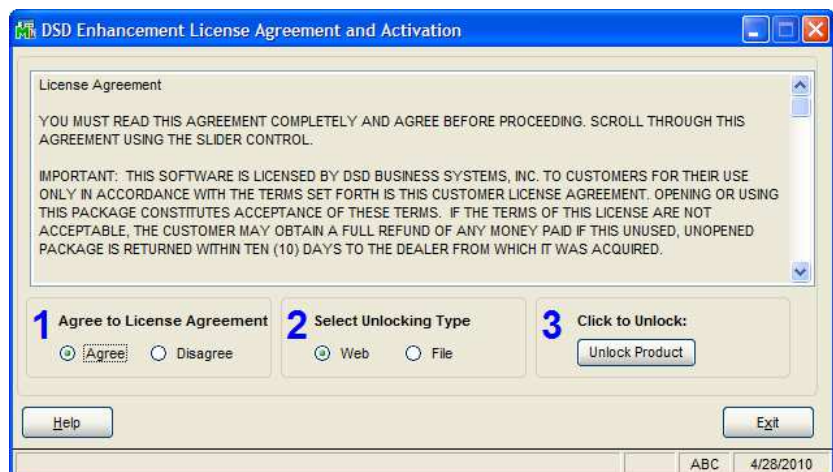 DSD Enhancement License Agreement and Activation
License Agreement
YOU MUST READ THIS AGREEMENT COMPLETELY AND AGREE BEFORE PROCEEDING. SCROLL THROUGH THIS
AGREEMENT USING THE SLIDER CONTROL.
IMPORTANT: THIS SOFTWARE IS LICENSED BY DSD BUSINESS SYSTEMS, INC. TO CUSTOMERS FOR THEIR USE
ONLY IN ACCORDANCE WITH THE TERMS SET FORTH IS THIS CUSTOMER LICENSE AGREEMENT. OPENING OR USING
THIS PACKAGE CONSTITUTES ACCEPTANCE OF THESE TERMS. IF THE TERMS OF THIS LICENSE ARE NOT
ACCEPTABLE, THE CUSTOMER MAY OBTAIN A FULL REFUND OF ANY MONEY PAID IF THIS UNUSED, UNOPENED
PACKAGE IS RETURNED WITHIN TEN (10) DAYS TO THE DEALER FROM WHICH IT WAS ACQUIRED.
1 Agree to License Agreement
Agree Disagree
2 Select Unlocking Type
Web File
3 Click to Unlock:
Unlock Product
Help Exit
ABC 4/28/2010